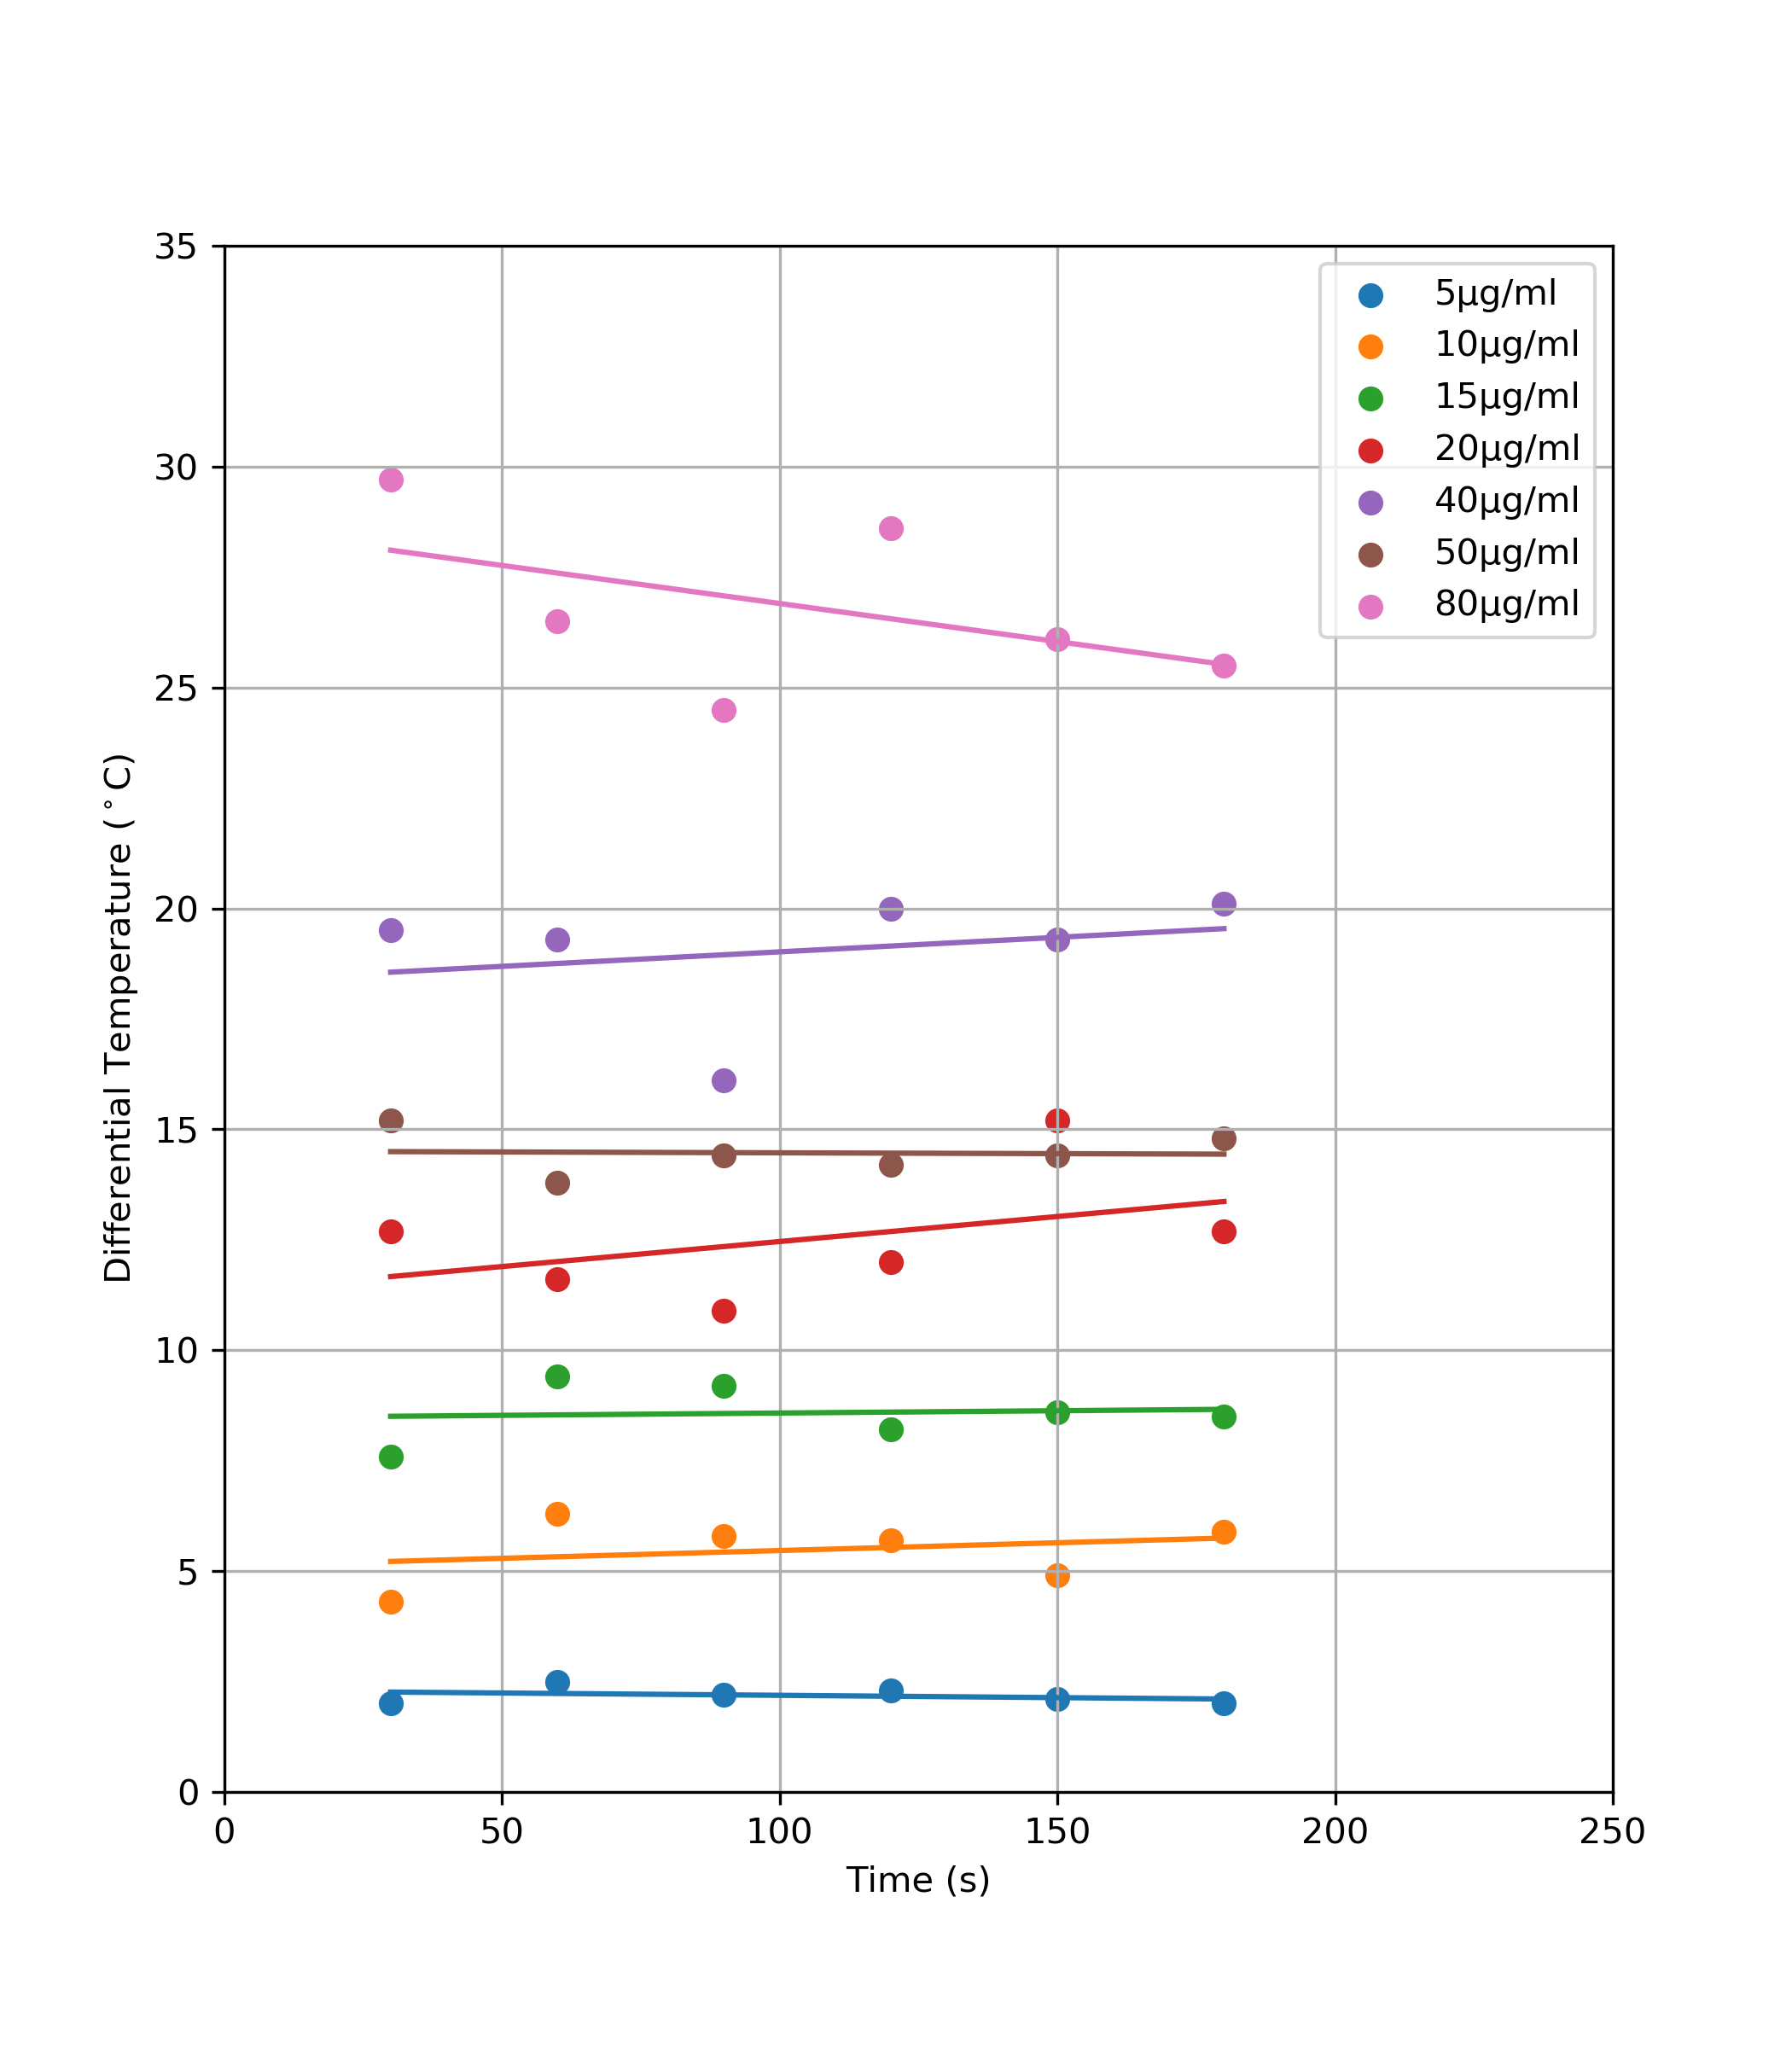 35
30
25
20
15
10
5
0
0 50 100 150 200 250
Differential Temperature (°C)
Time (s)
5μg/ml
10μg/ml
15μg/ml
20μg/ml
40μg/ml
50μg/ml
80μg/ml